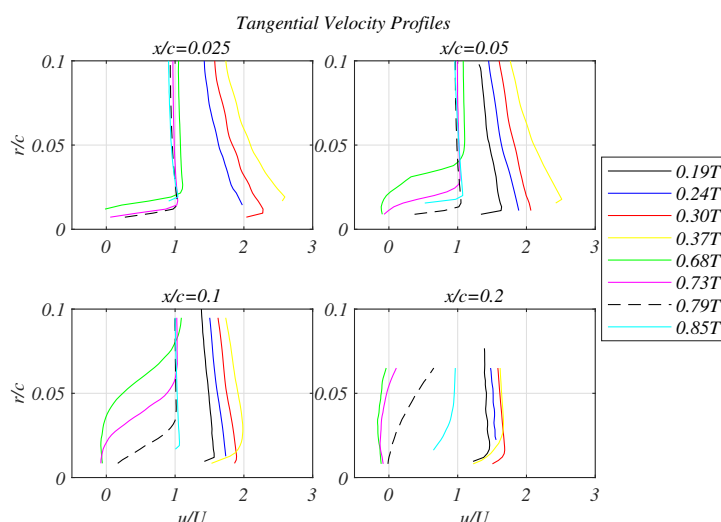 Tangential Velocity Profiles
x/c=0.025
x/c=0.05
0.1
0.05
0
r/c
0 1 2 3
0.1
0.05
0
r/c
0 1 2 3
x/c=0.1
x/c=0.2
0.1
0.05
0
r/c
0 1 2 3
u/U
0.1
0.05
0
r/c
0 1 2 3
u/U
0.19T
0.24T
0.30T
0.37T
0.68T
0.73T
0.79T
0.85T